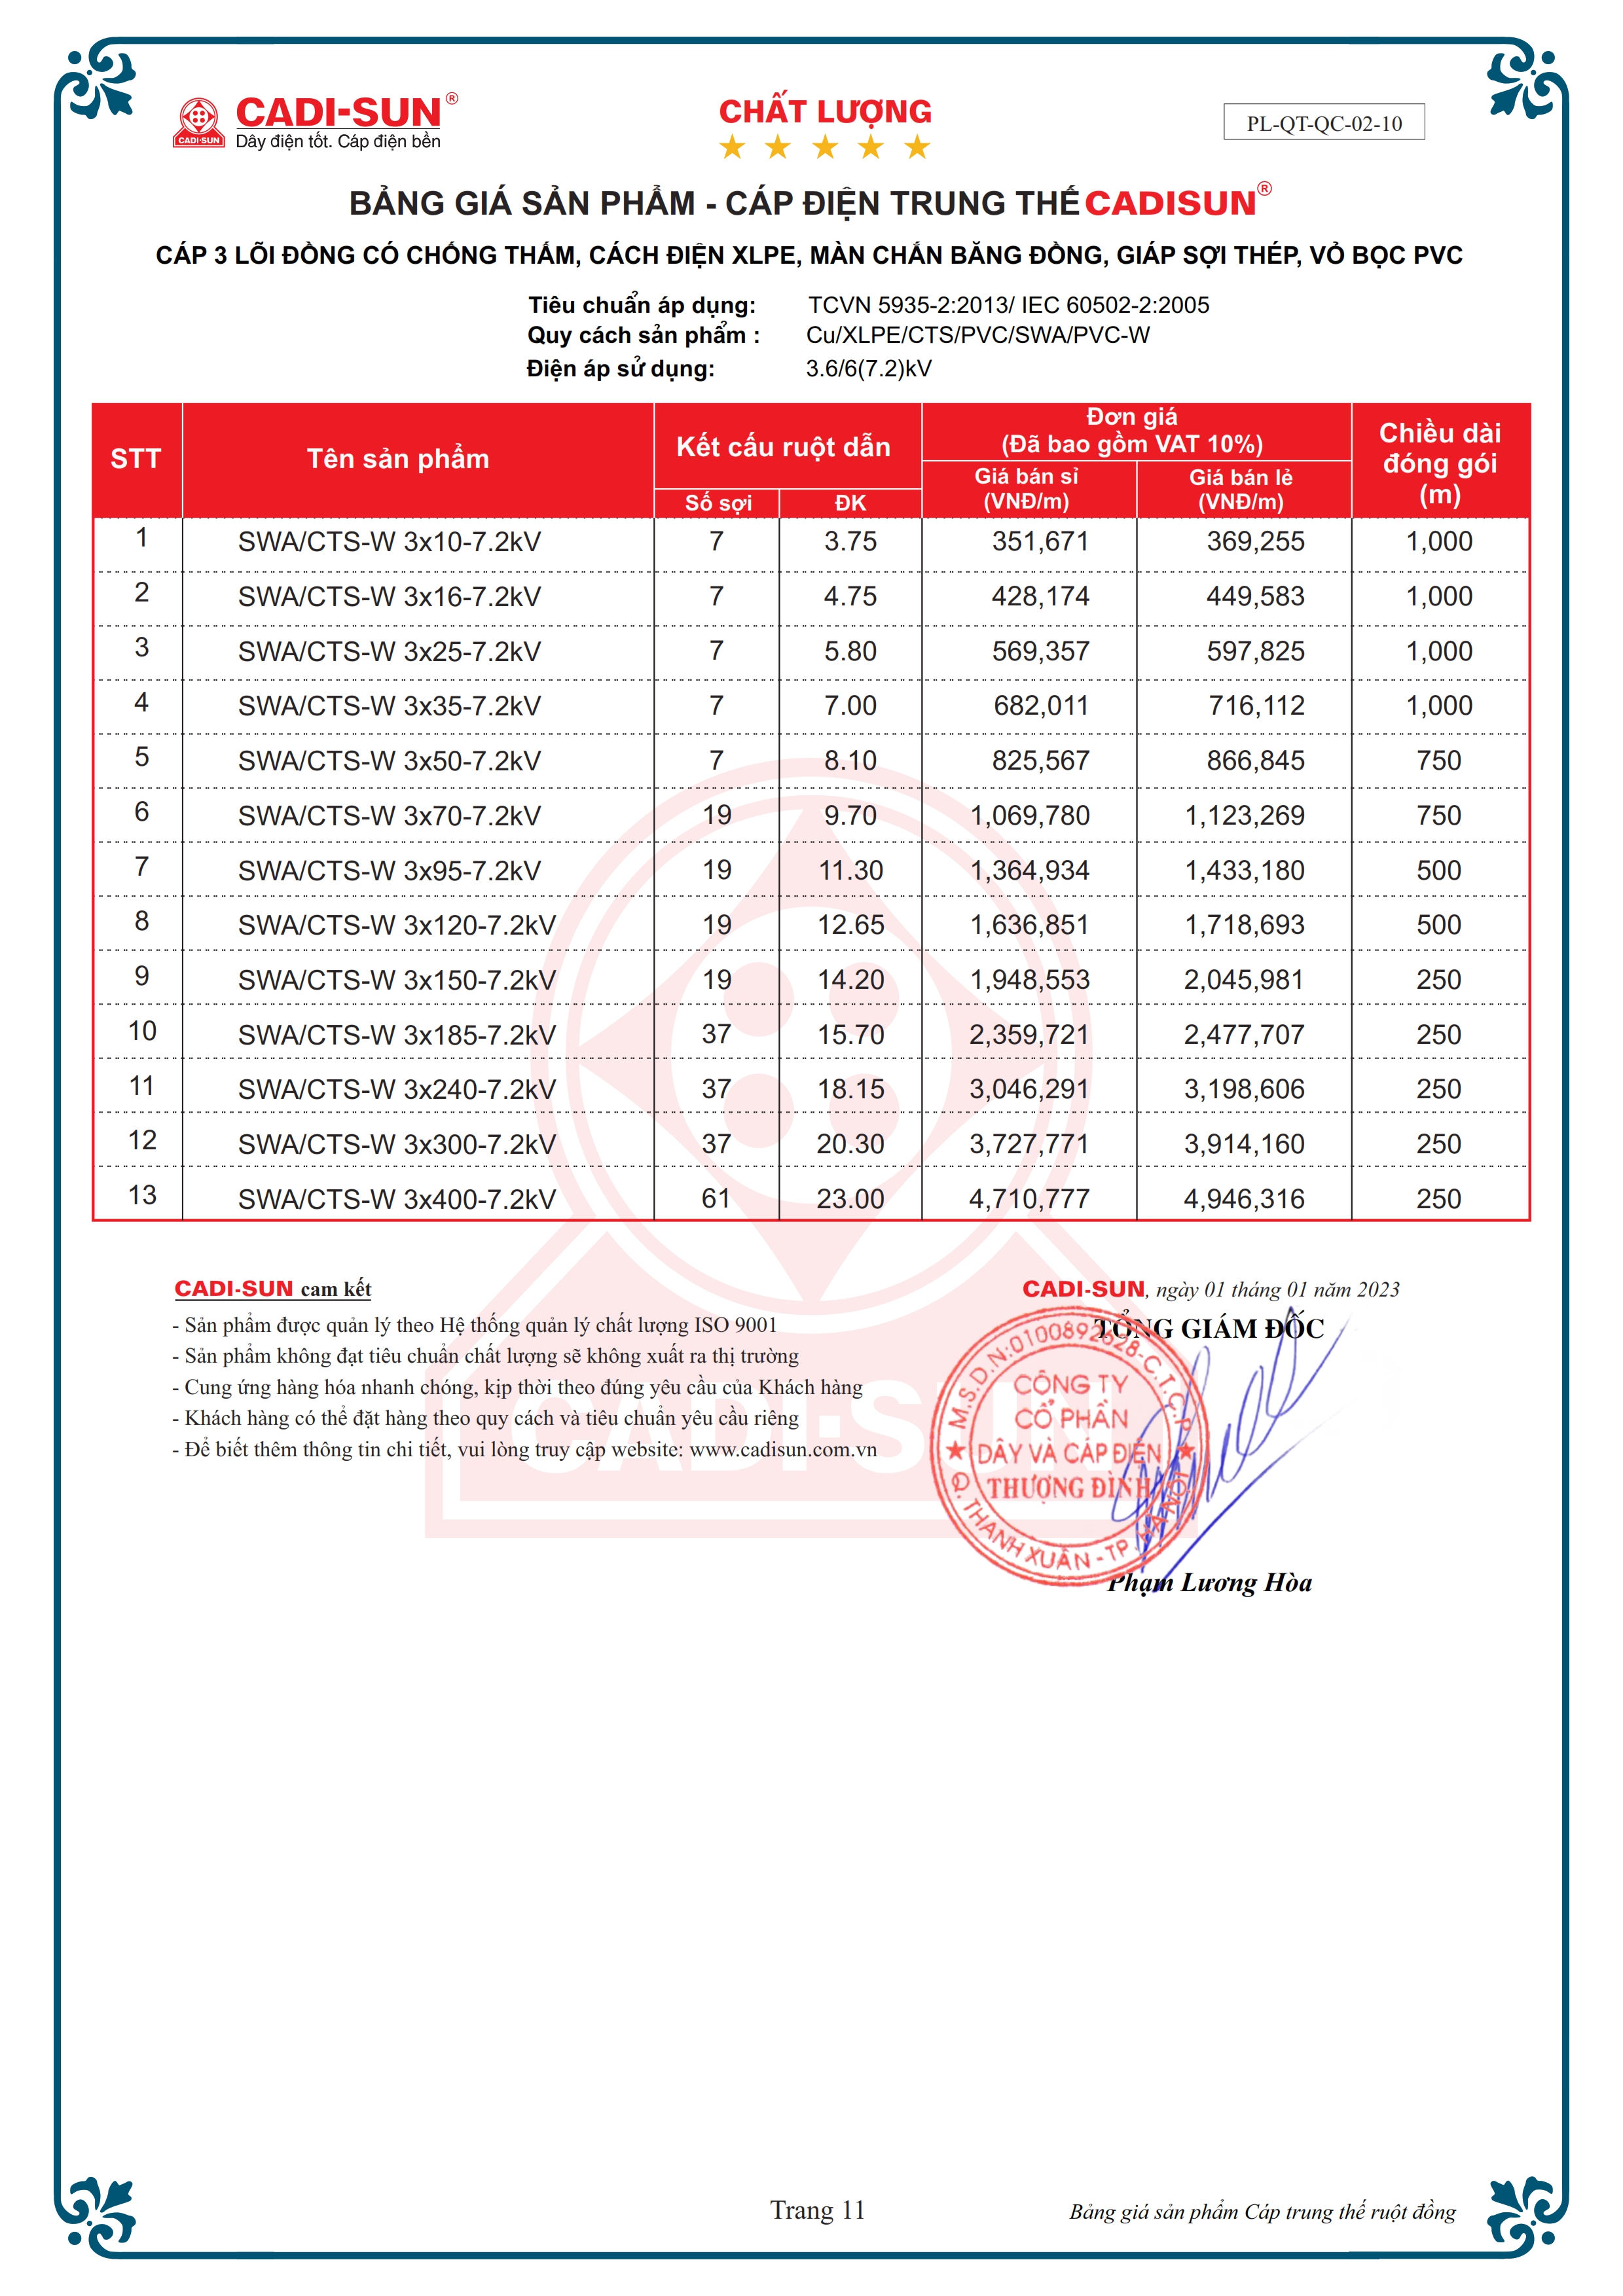 CADI-SUN®
CADI-SUN
Dây điện tốt. Cáp điện bền
CHẤT LƯỢNG
PL-QT-QC-02-10
BẢNG GIÁ SẢN PHẨM - CÁP ĐIỆN TRUNG THẾ CADISUN®
CÁP 3 LÕI ĐỒNG CÓ CHỐNG THẤM, CÁCH ĐIỆN XLPE, MÀN CHẮN BĂNG ĐỒNG, GIÁP SỢI THÉP, VỎ BỌC PVC
Tiêu chuẩn áp dụng: TCVN 5935-2:2013/ IEC 60502-2:2005
Quy cách sản phẩm : Cu/XLPE/CTS/PVC/SWA/PVC-W
Điện áp sử dụng: 3.6/6(7.2)kV
STT Tên sản phẩm Kết cấu ruột dẫn Đơn giá (Đã bao gồm VAT 10%) Chiều dài đóng gói (m)
Số sợi ĐK Giá bán sỉ (VNĐ/m) Giá bán lẻ (VNĐ/m)
1 SWA/CTS-W 3x10-7.2kV 7 3.75 351,671 369,255 1,000
2 SWA/CTS-W 3x16-7.2kV 7 4.75 428,174 449,583 1,000
3 SWA/CTS-W 3x25-7.2kV 7 5.80 569,357 597,825 1,000
4 SWA/CTS-W 3x35-7.2kV 7 7.00 682,011 716,112 1,000
5 SWA/CTS-W 3x50-7.2kV 7 8.10 825,567 866,845 750
6 SWA/CTS-W 3x70-7.2kV 19 9.70 1,069,780 1,123,269 750
7 SWA/CTS-W 3x95-7.2kV 19 11.30 1,364,934 1,433,180 500
8 SWA/CTS-W 3x120-7.2kV 19 12.65 1,636,851 1,718,693 500
9 SWA/CTS-W 3x150-7.2kV 19 14.20 1,948,553 2,045,981 250
10 SWA/CTS-W 3x185-7.2kV 37 15.70 2,359,721 2,477,707 250
11 SWA/CTS-W 3x240-7.2kV 37 18.15 3,046,291 3,198,606 250
12 SWA/CTS-W 3x300-7.2kV 37 20.30 3,727,771 3,914,160 250
13 SWA/CTS-W 3x400-7.2kV 61 23.00 4,710,777 4,946,316 250
CADI-SUN cam kết
- Sản phẩm được quản lý theo Hệ thống quản lý chất lượng ISO 9001
- Sản phẩm không đạt tiêu chuẩn chất lượng sẽ không xuất ra thị trường
- Cung ứng hàng hóa nhanh chóng, kịp thời theo đúng yêu cầu của Khách hàng
- Khách hàng có thể đặt hàng theo quy cách và tiêu chuẩn yêu cầu riêng
- Để biết thêm thông tin chi tiết, vui lòng truy cập website: www.cadisun.com.vn
CADI-SUN
CADI-SUN, ngày 01 tháng 01 năm 2023
TỔNG GIÁM ĐỐC
M.S.D.N:0100892628-C.T.C.P
CÔNG TY
CỔ PHẦN
DÂY VÀ CÁP ĐIỆN
THƯỢNG ĐÌNH
Q. THANH XUÂN - TP. HÀ NỘI
Phạm Lương Hòa
Trang 11
Bảng giá sản phẩm Cáp trung thế ruột đồng